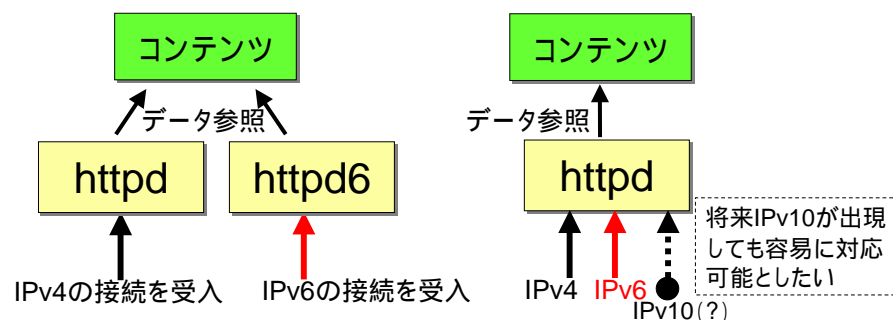 コンテンツ
データ参照
httpd
httpd6
IPv4の接続を受入
IPv6の接続を受入
コンテンツ
データ参照
httpd
IPv4
IPv6
IPv10(?)
将来IPv10が出現
しても容易に対応
可能としたい